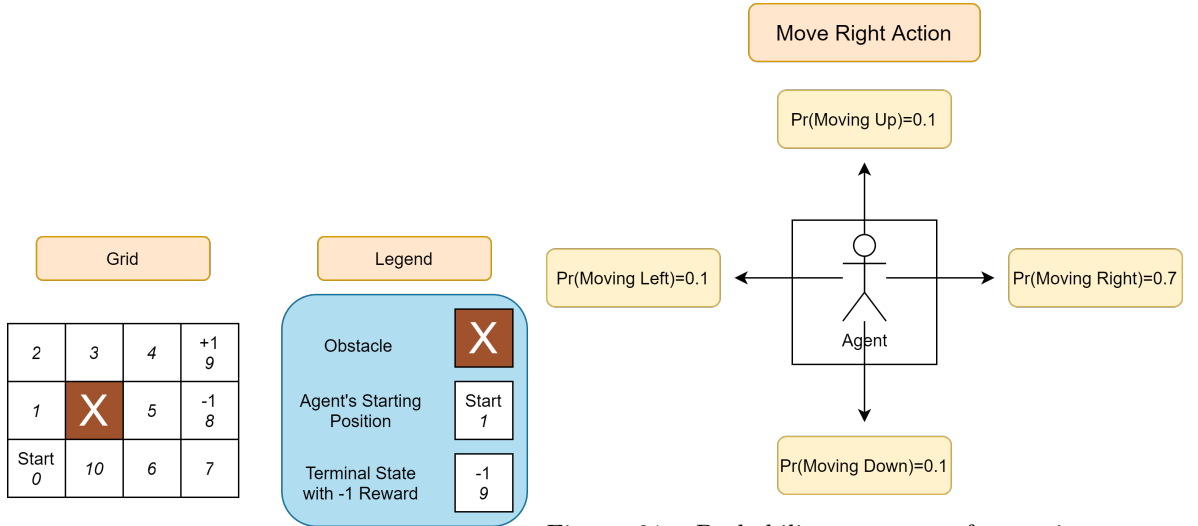 Move Right Action
Pr(Moving Up)=0.1
Grid
Legend
Pr(Moving Left)=0.1
Pr(Moving Right)=0.7
Agent
Pr(Moving Down)=0.1
2 3 4 +1
9
1 X 5 -1
8
Start
0 10 6 7
Obstacle X
Agent's Starting
Position
Start
1
Terminal State
with -1 Reward
-1
9